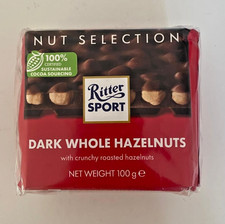 NUT SELECTION
100%
CERTIFIED
SUSTAINABLE
COCOA SOURCING
Ritter
SPORT
DARK WHOLE HAZELNUTS
with crunchy roasted hazelnuts
NET WEIGHT 100 g ℮